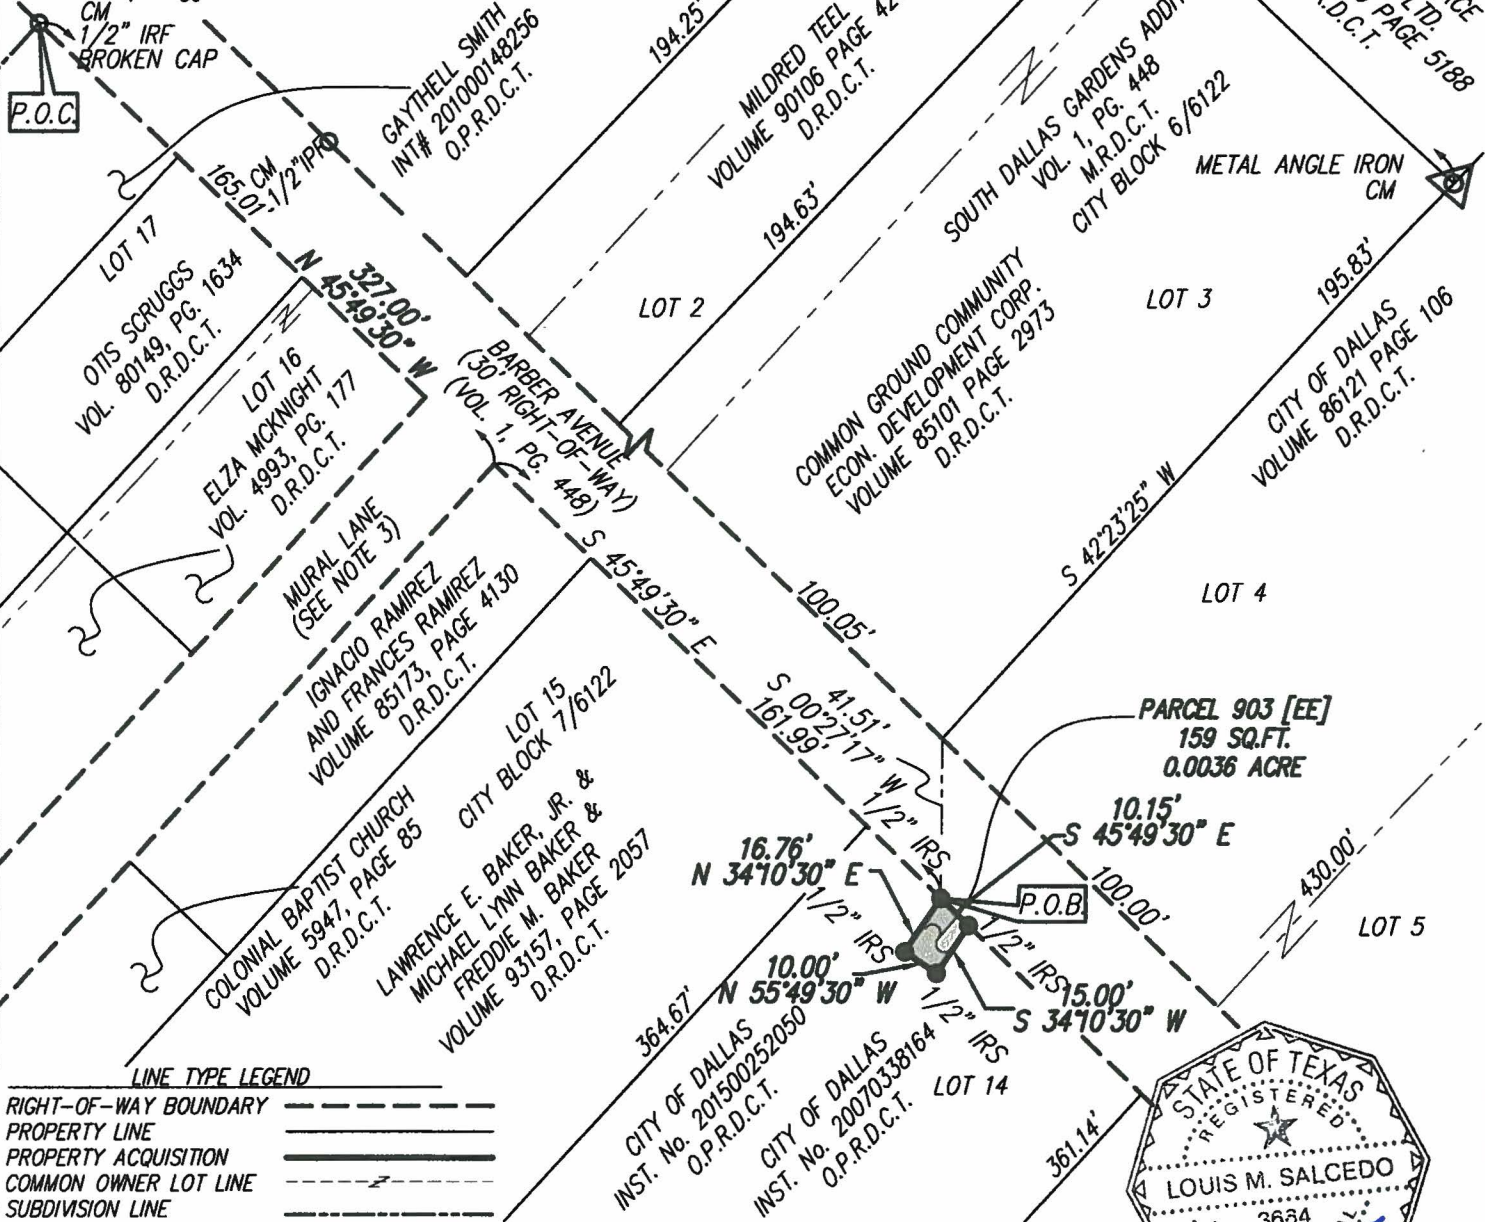 CM
1/2" IRF
BROKEN CAP
P.O.C.
GAYTHELL SMITH
INT# 201000148256
O.P.R.D.C.T.
194.25'
MILDRED TEEL
VOLUME 90106 PAGE 42
D.R.D.C.T.
SOUTH DALLAS GARDENS ADDI
VOL. 1, PG. 448
M.R.D.C.T.
CITY BLOCK 6/6122
LTD.
PAGE 5188
R.D.C.T.
METAL ANGLE IRON
CM
CM
1/2" IPF
165.01'
LOT 17
OTIS SCRUGGS
VOL. 80149, PG. 1634
D.R.D.C.T.
327.00'
N 45°49'30" W
194.63'
LOT 2
LOT 3
195.83'
CITY OF DALLAS
VOLUME 86121 PAGE 106
D.R.D.C.T.
COMMON GROUND COMMUNITY
ECON. DEVELOPMENT CORP.
VOLUME 85101 PAGE 2973
D.R.D.C.T.
BARBER AVENUE
(30' RIGHT-OF-WAY)
(VOL. 1, PG. 448)
LOT 16
ELZA MCKNIGHT
VOL. 4993, PG. 177
D.R.D.C.T.
MURAL LANE
(SEE NOTE 3)
S 42°23'25" W
S 45°49'30" E
100.05'
LOT 4
IGNACIO RAMIREZ
AND FRANCES RAMIREZ
VOLUME 85173, PAGE 4130
D.R.D.C.T.
LOT 15
CITY BLOCK 7/6122
41.51'
S 00°27'17" W
161.99'
1/2" IRS
PARCEL 903 [EE]
159 SQ.FT.
0.0036 ACRE
10.15'
S 45°49'30" E
16.76'
N 34°10'30" E
1/2" IRS
P.O.B.
100.00'
430.00'
LOT 5
COLONIAL BAPTIST CHURCH
VOLUME 5947, PAGE 85
D.R.D.C.T.
LAWRENCE E. BAKER, JR. &
MICHAEL LYNN BAKER &
FREDDIE M. BAKER
VOLUME 93157, PAGE 2057
D.R.D.C.T.
1/2" IRS
10.00'
N 55°49'30" W
1/2" IRS
15.00'
S 34°10'30" W
364.67'
CITY OF DALLAS
INST. No. 201500252050
O.P.R.D.C.T.
CITY OF DALLAS
INST. No. 20070338164
O.P.R.D.C.T.
LOT 14
361.14'
LINE TYPE LEGEND
RIGHT-OF-WAY BOUNDARY
PROPERTY LINE
PROPERTY ACQUISITION
COMMON OWNER LOT LINE
SUBDIVISION LINE
STATE OF TEXAS
REGISTERED
LOUIS M. SALCEDO
3664